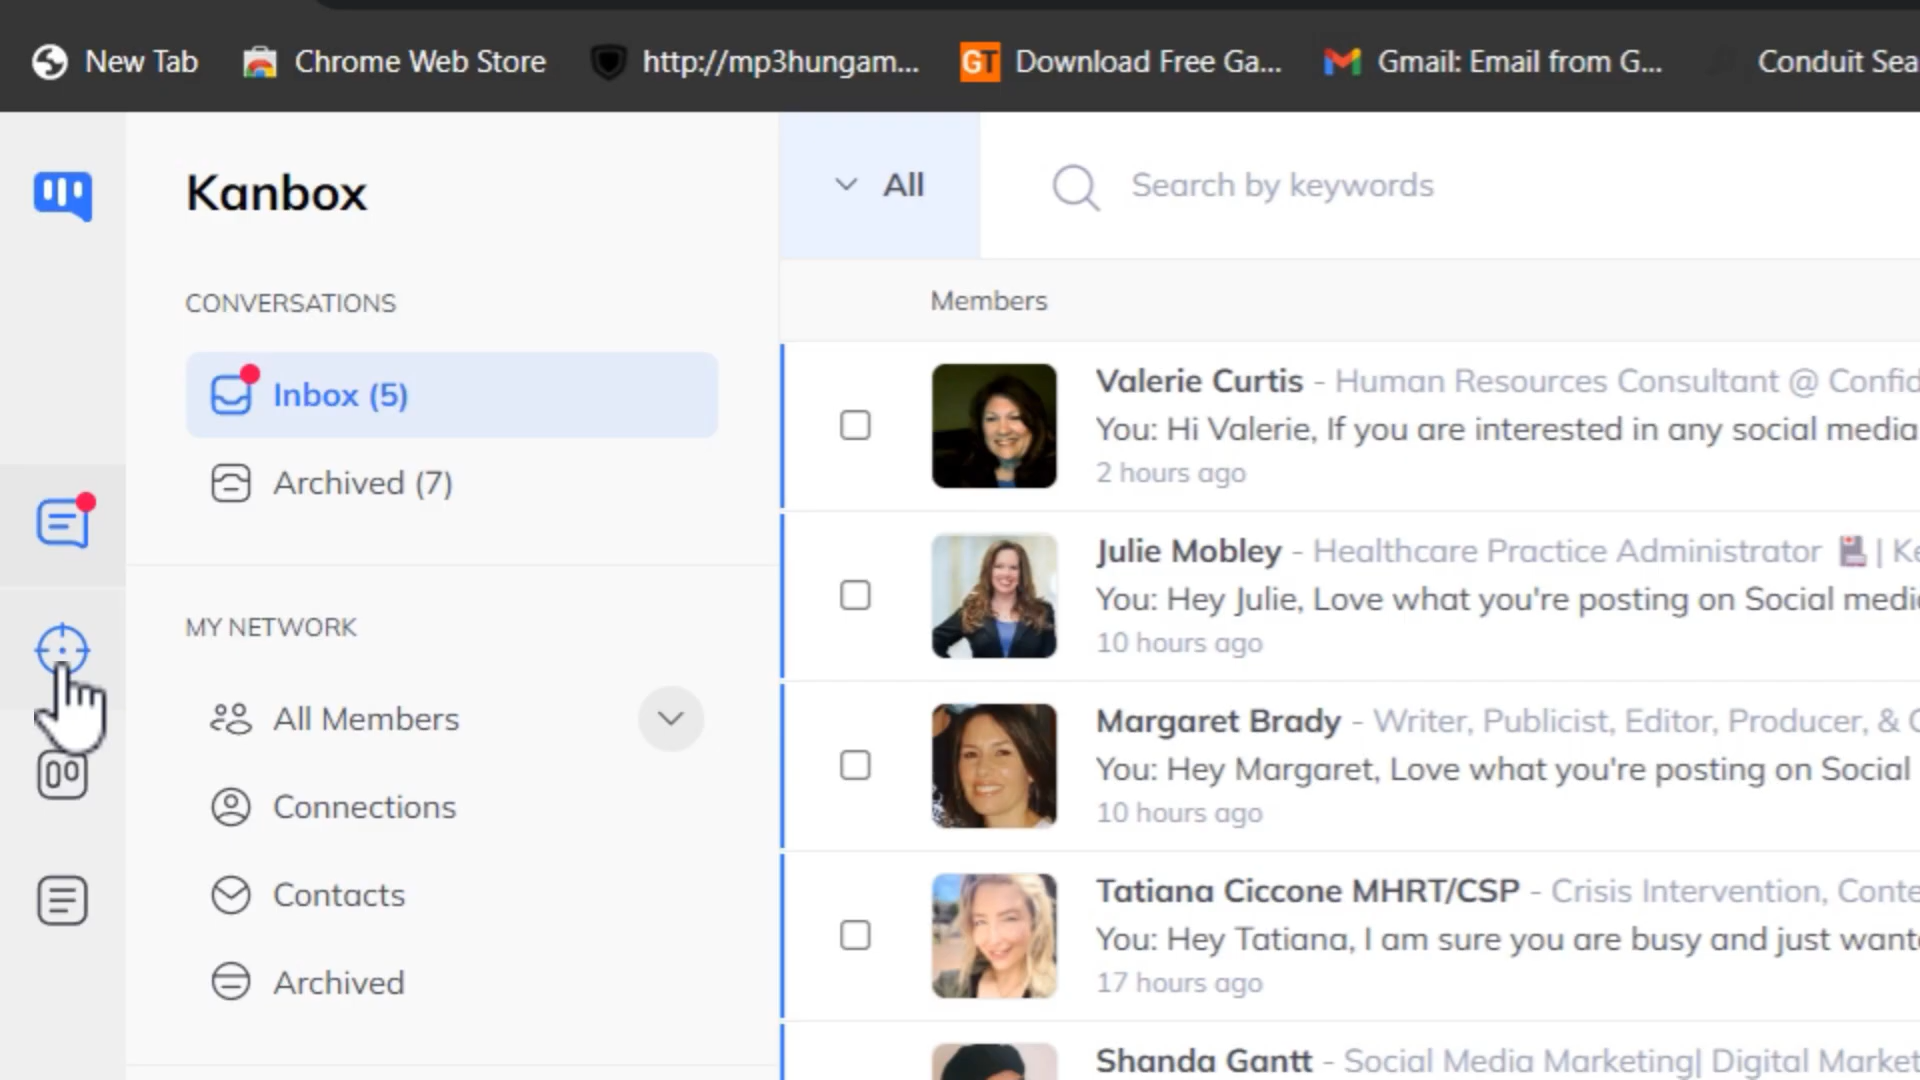 New Tab
Chrome Web Store
http://mp3hungam...
GT
Download Free Ga...
Gmail: Email from G...
Conduit Sea
Kanbox
All
Search by keywords
CONVERSATIONS
Inbox (5)
Archived (7)
MY NETWORK
All Members
Connections
Contacts
Archived
Members
Valerie Curtis - Human Resources Consultant @ Confid
You: Hi Valerie, If you are interested in any social media
2 hours ago
Julie Mobley - Healthcare Practice Administrator | Ke
You: Hey Julie, Love what you're posting on Social medi
10 hours ago
Margaret Brady - Writer, Publicist, Editor, Producer, & C
You: Hey Margaret, Love what you're posting on Social
10 hours ago
Tatiana Ciccone MHRT/CSP - Crisis Intervention, Conte
You: Hey Tatiana, I am sure you are busy and just want
17 hours ago
Shanda Gantt - Social Media Marketing| Digital Market